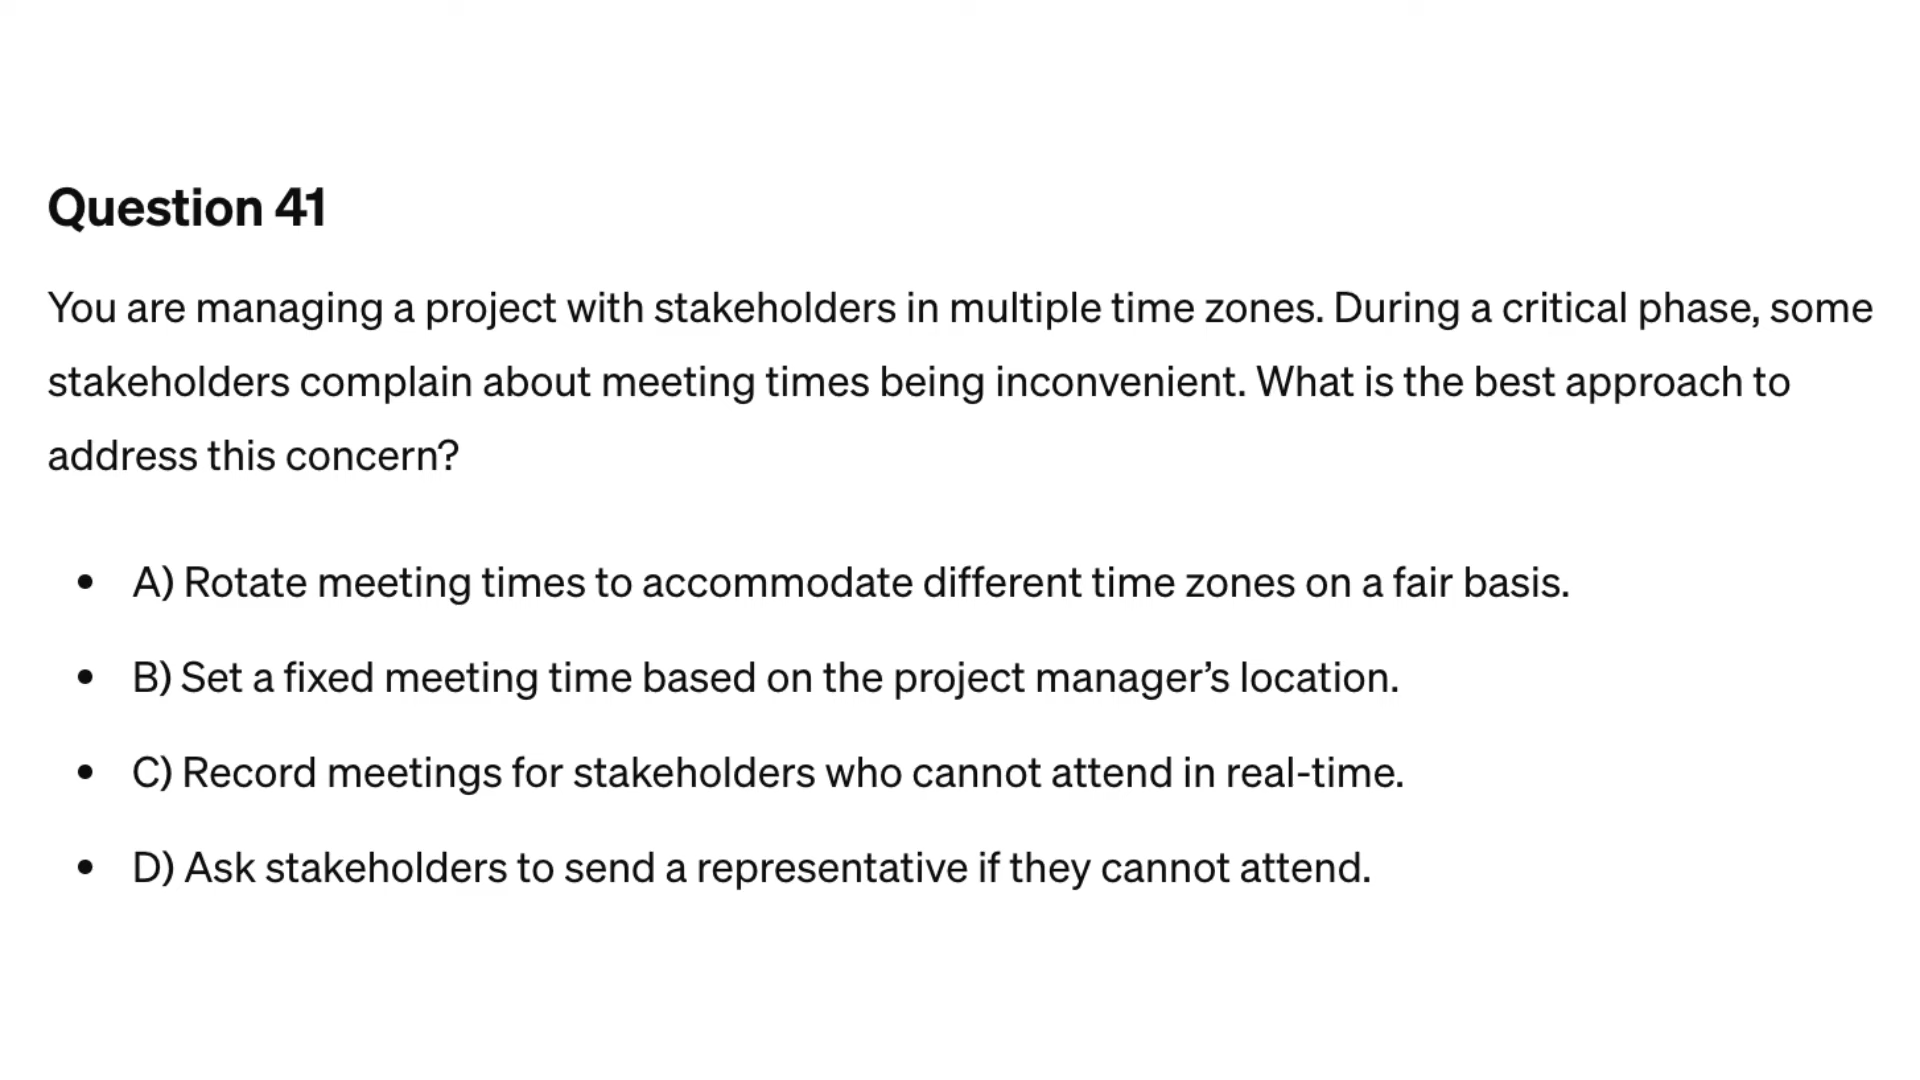 Question 41
You are managing a project with stakeholders in multiple time zones. During a critical phase, some
stakeholders complain about meeting times being inconvenient. What is the best approach to
address this concern?
• A) Rotate meeting times to accommodate different time zones on a fair basis.
• B) Set a fixed meeting time based on the project manager’s location.
• C) Record meetings for stakeholders who cannot attend in real-time.
• D) Ask stakeholders to send a representative if they cannot attend.